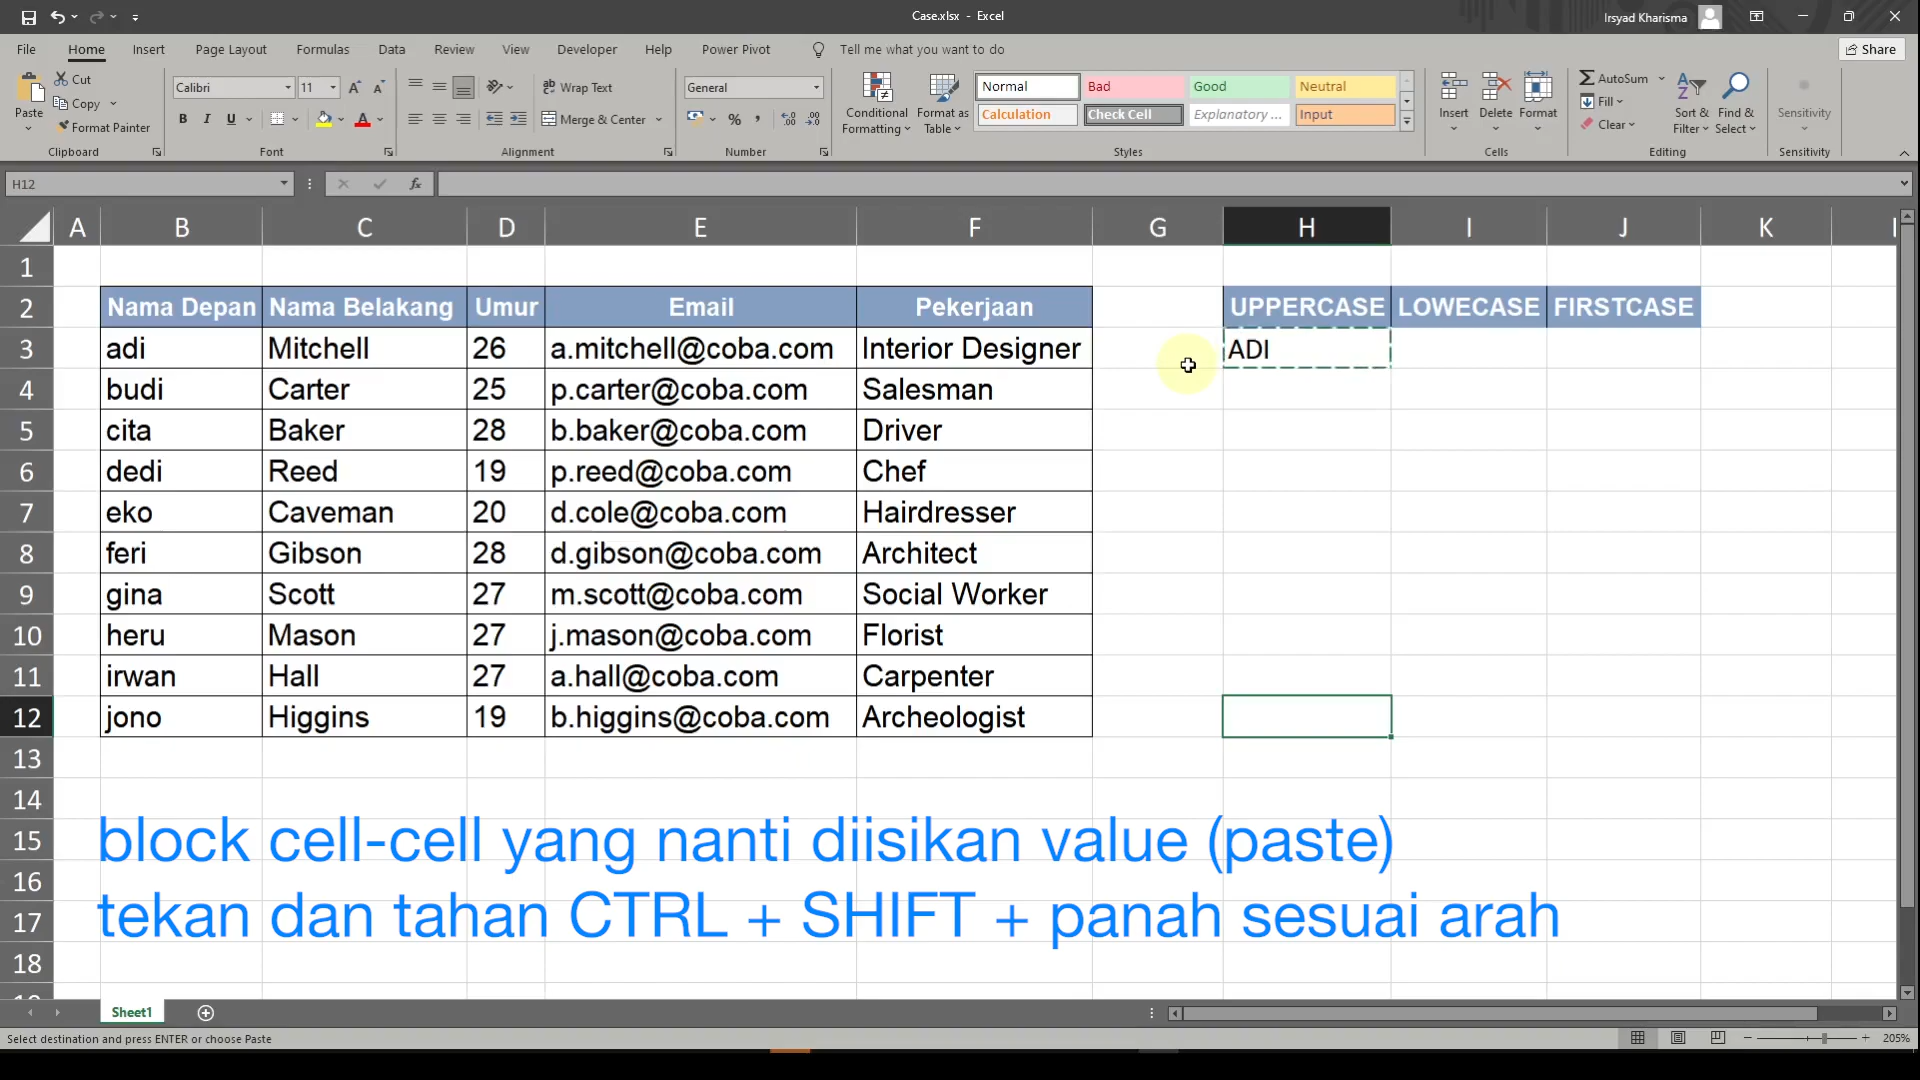 Case.xlsx - Excel
Irsyad Kharisma
File Home Insert Page Layout Formulas Data Review View Developer Help Power Pivot Tell me what you want to do Share
Paste
Cut
Copy
Format Painter
Clipboard
Calibri 11
B I U
Font
Wrap Text
Merge & Center
Alignment
General
Number
Conditional Formatting
Format as Table
Normal Bad Good Neutral
Calculation Check Cell Explanatory ... Input
Styles
Insert Delete Format
Cells
AutoSum
Fill
Clear
Sort & Filter
Find & Select
Editing
Sensitivity
Sensitivity
H12
fx
A B C D E F G H I J K
1
2 Nama Depan Nama Belakang Umur Email Pekerjaan UPPERCASE LOWECASE FIRSTCASE
3 adi Mitchell 26 a.mitchell@coba.com Interior Designer ADI
4 budi Carter 25 p.carter@coba.com Salesman
5 cita Baker 28 b.baker@coba.com Driver
6 dedi Reed 19 p.reed@coba.com Chef
7 eko Caveman 20 d.cole@coba.com Hairdresser
8 feri Gibson 28 d.gibson@coba.com Architect
9 gina Scott 27 m.scott@coba.com Social Worker
10 heru Mason 27 j.mason@coba.com Florist
11 irwan Hall 27 a.hall@coba.com Carpenter
12 jono Higgins 19 b.higgins@coba.com Archeologist
13
14
15
16
17
18
block cell-cell yang nanti diisikan value (paste)
tekan dan tahan CTRL + SHIFT + panah sesuai arah
Sheet1
Select destination and press ENTER or choose Paste
205%